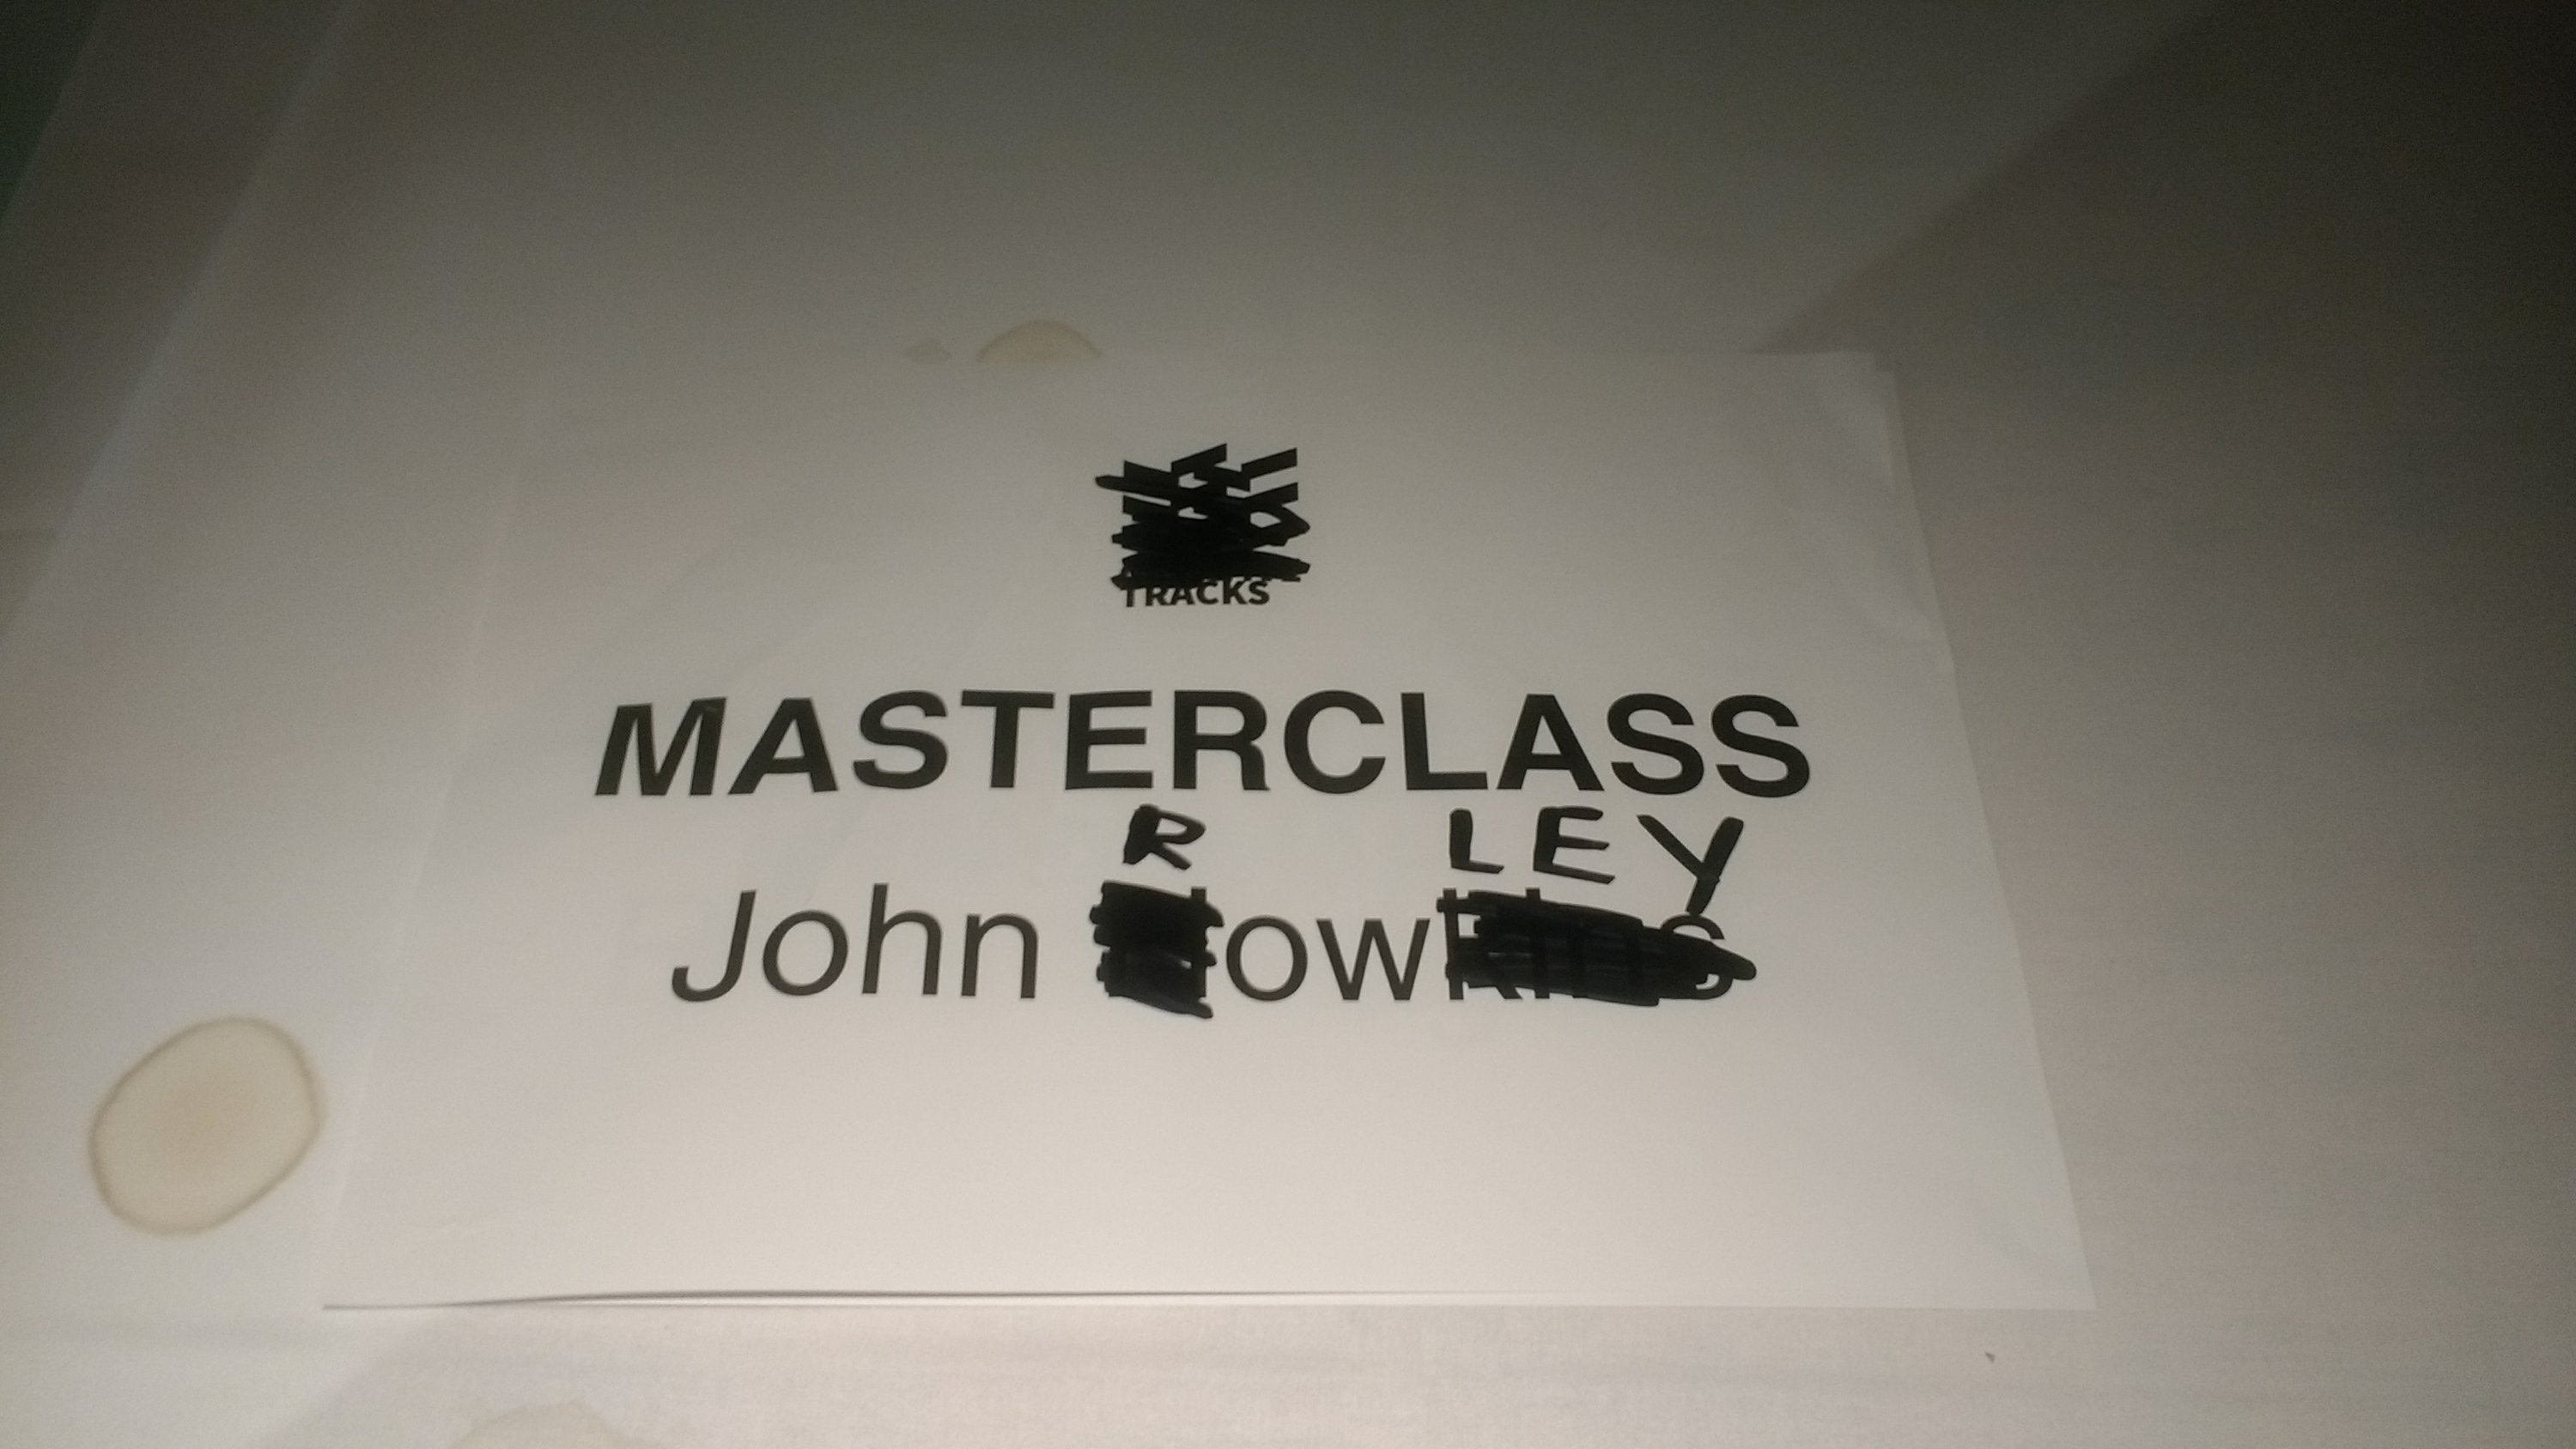 TRACKS
MASTERCLASS
R LEY
John ow